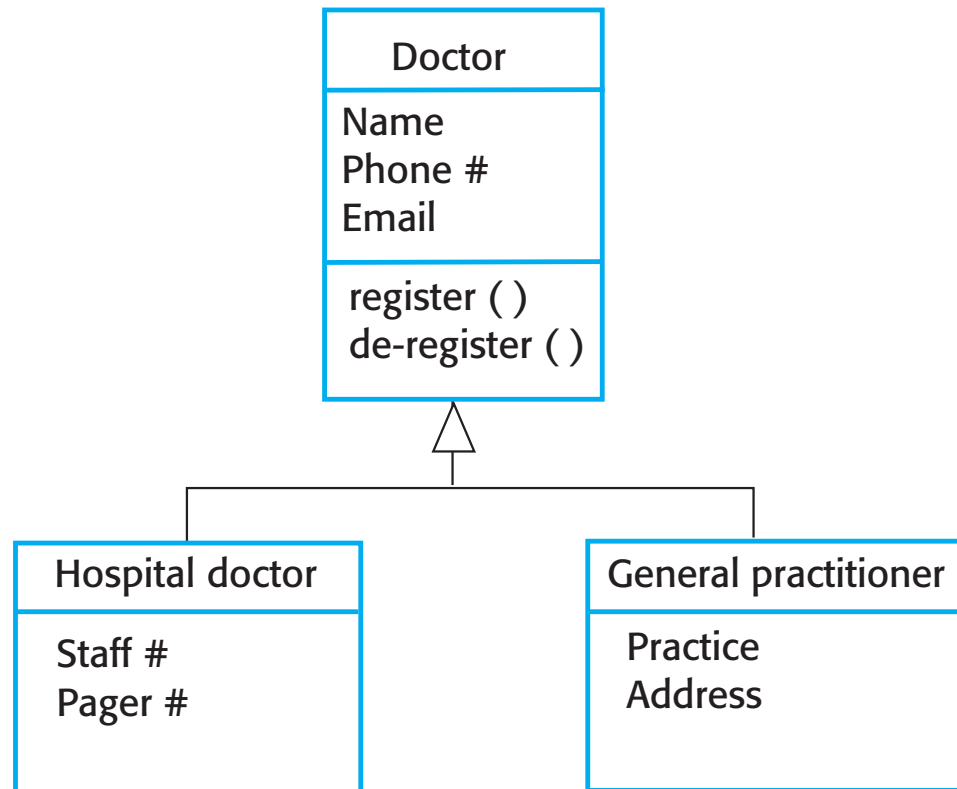 Doctor
Name
Phone #
Email
register ( )
de-register ( )
Hospital doctor
Staff #
Pager #
General practitioner
Practice
Address